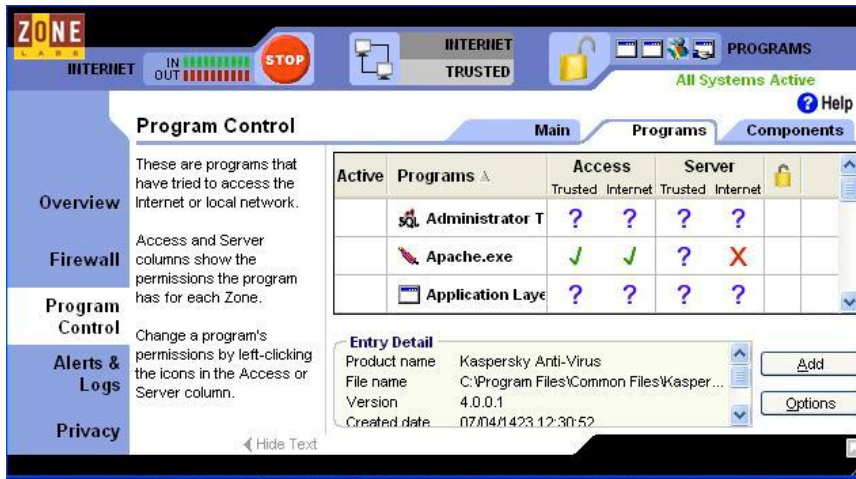 ZONE
LABS
INTERNET
IN
OUT
STOP
INTERNET
TRUSTED
PROGRAMS
All Systems Active
Help
Program Control
Main
Programs
Components
Overview
Firewall
Program
Control
Alerts &
Logs
Privacy
These are programs that
have tried to access the
Internet or local network.
Access and Server
columns show the
permissions the program
has for each Zone.
Change a program's
permissions by left-clicking
the icons in the Access or
Server column.
Hide Text
Active Programs Access Server
Trusted Internet Trusted Internet
SQL Administrator T ? ? ? ?
Apache.exe ? X
Application Laye ? ? ? ?
Entry Detail
Product name Kaspersky Anti-Virus
File name C:\Program Files\Common Files\Kasper...
Version 4.0.0.1
Created date 07/04/1423 12:30:52
Add
Options